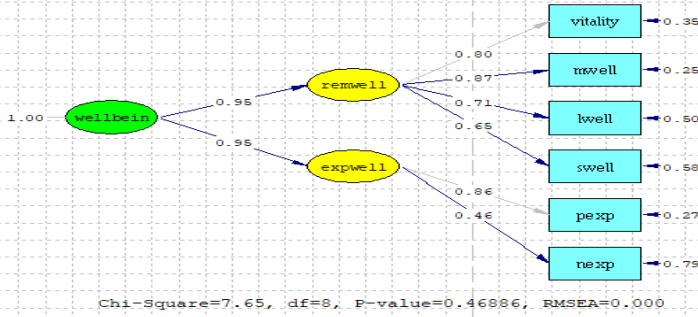 vitality
0.35
0.80
mwell
0.25
remwell
0.87
0.95
0.71
lwell
0.50
1.00
wellbein
0.65
0.95
expwell
swell
0.58
0.86
pexp
0.27
0.46
nexp
0.79
Chi-Square=7.65, df=8, P-value=0.46886, RMSEA=0.000